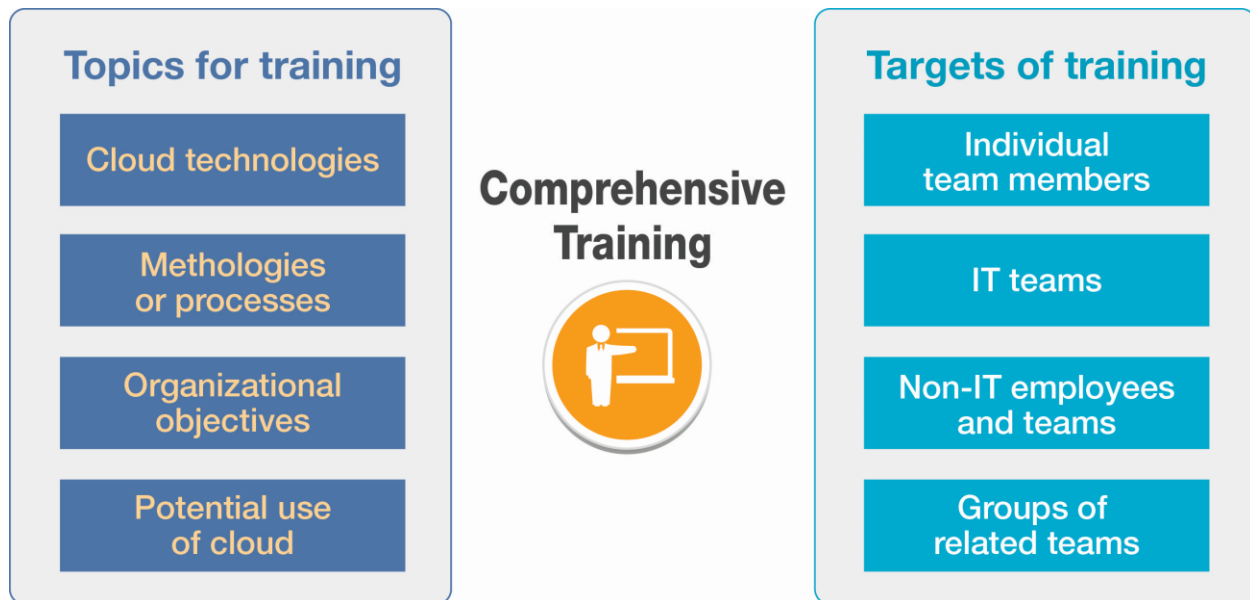 Topics for training
Cloud technologies
Methologies
or processes
Organizational
objectives
Potential use
of cloud
Comprehensive
Training
Targets of training
Individual
team members
IT teams
Non-IT employees
and teams
Groups of
related teams